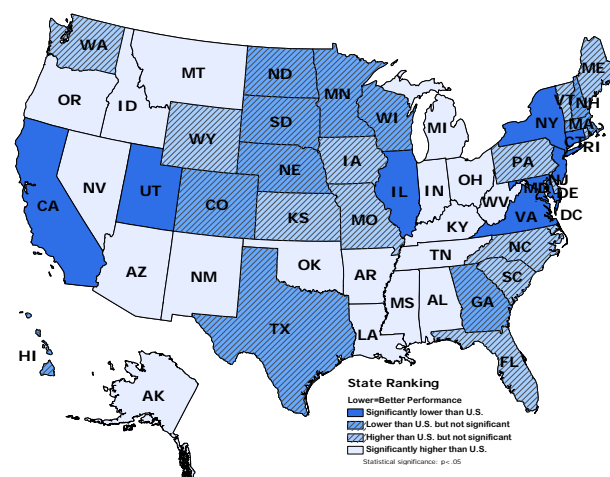 WA
MT
ND
MN
ME
VT
NH
OR
ID
SD
WI
MI
NY
MA
CT
RI
WY
IA
PA
NJ
NE
IL
IN
OH
MD
DE
NV
UT
CO
WV
VA
DC
CA
KS
MO
KY
NC
TN
OK
AR
SC
AZ
NM
MS
AL
GA
TX
LA
HI
FL
AK
State Ranking
Lower=Better Performance
Significantly lower than U.S.
Lower than U.S. but not significant
Higher than U.S. but not significant
Significantly higher than U.S.
Statistical significance: p<.05